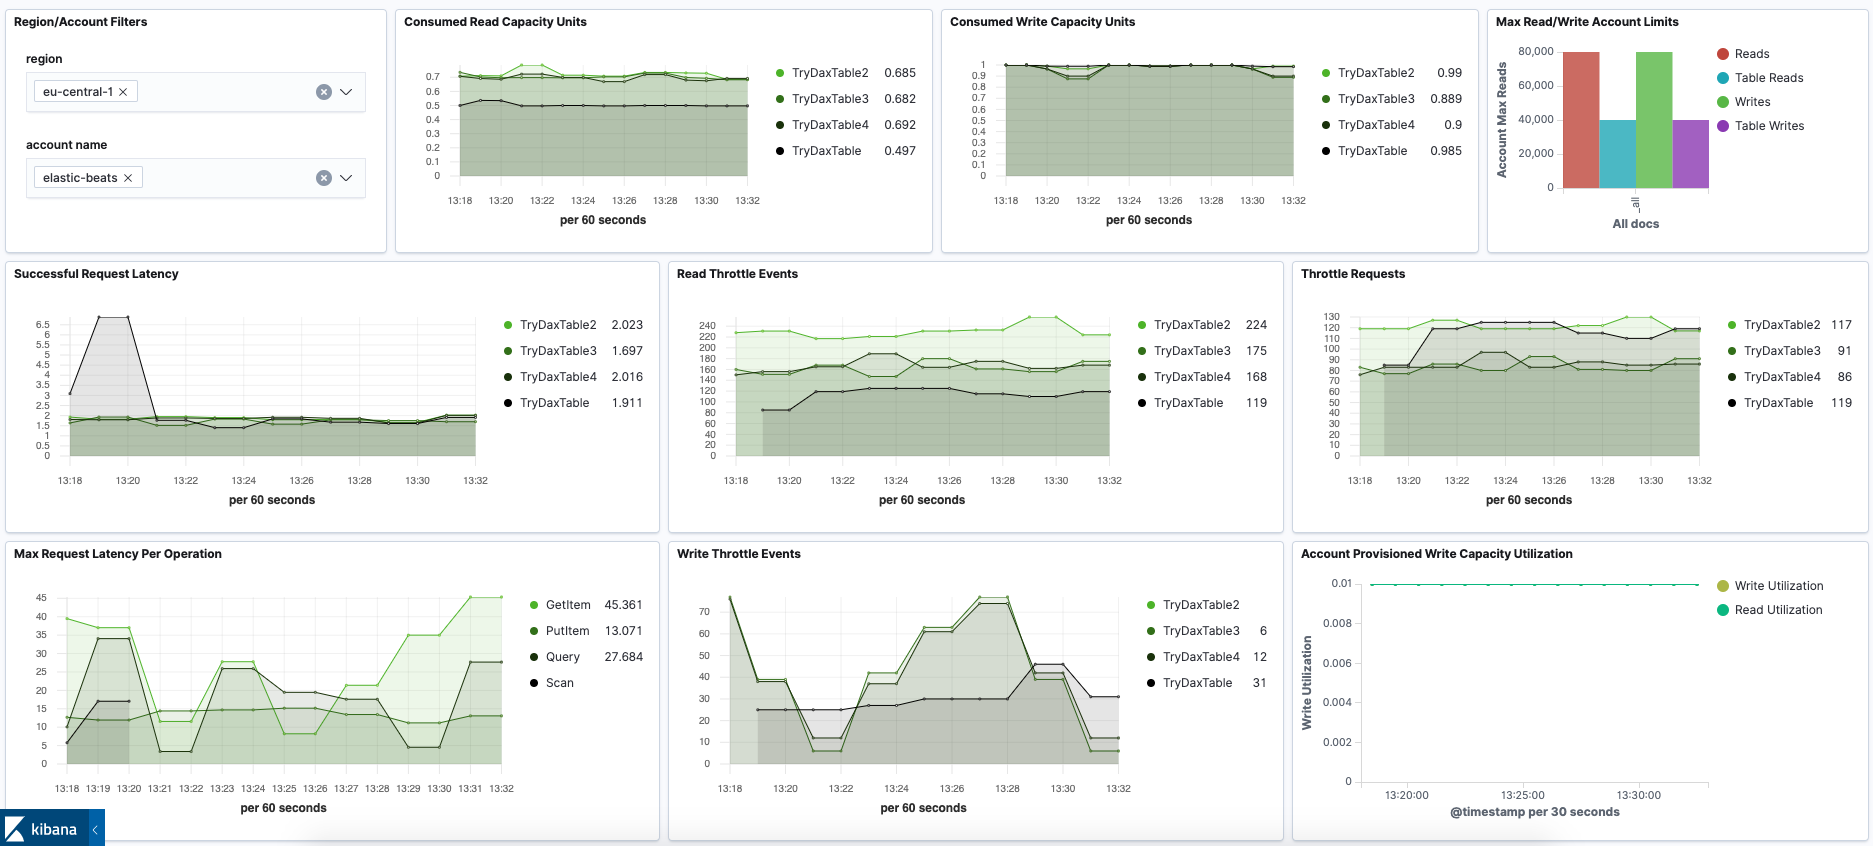 Region/Account Filters
region
eu-central-1
account name
elastic-beats
Consumed Read Capacity Units
0.7
0.6
0.5
0.4
0.3
0.2
0.1
0
13:18 13:20 13:22 13:24 13:26 13:28 13:30 13:32
per 60 seconds
TryDaxTable2 0.685
TryDaxTable3 0.682
TryDaxTable4 0.692
TryDaxTable 0.497
Consumed Write Capacity Units
1
0.9
0.8
0.7
0.6
0.5
0.4
0.3
0.2
0.1
0
13:18 13:20 13:22 13:24 13:26 13:28 13:30 13:32
per 60 seconds
TryDaxTable2 0.99
TryDaxTable3 0.889
TryDaxTable4 0.9
TryDaxTable 0.985
Max Read/Write Account Limits
Account Max Reads
80,000
60,000
40,000
20,000
0
_all
All docs
Reads
Table Reads
Writes
Table Writes
Successful Request Latency
6.5
6
5.5
5
4.5
4
3.5
3
2.5
2
1.5
1
0.5
0
13:18 13:20 13:22 13:24 13:26 13:28 13:30 13:32
per 60 seconds
TryDaxTable2 2.023
TryDaxTable3 1.697
TryDaxTable4 2.016
TryDaxTable 1.911
Read Throttle Events
240
220
200
180
160
140
120
100
80
60
40
20
0
13:18 13:20 13:22 13:24 13:26 13:28 13:30 13:32
per 60 seconds
TryDaxTable2 224
TryDaxTable3 175
TryDaxTable4 168
TryDaxTable 119
Throttle Requests
130
120
110
100
90
80
70
60
50
40
30
20
10
0
13:18 13:20 13:22 13:24 13:26 13:28 13:30 13:32
per 60 seconds
TryDaxTable2 117
TryDaxTable3 91
TryDaxTable4 86
TryDaxTable 119
Max Request Latency Per Operation
45
40
35
30
25
20
15
10
5
0
13:18 13:19 13:20 13:21 13:22 13:23 13:24 13:25 13:26 13:27 13:28 13:29 13:30 13:31 13:32
per 60 seconds
GetItem 45.361
PutItem 13.071
Query 27.684
Scan
Write Throttle Events
70
60
50
40
30
20
10
0
13:18 13:20 13:22 13:24 13:26 13:28 13:30 13:32
per 60 seconds
TryDaxTable2
TryDaxTable3 6
TryDaxTable4 12
TryDaxTable 31
Account Provisioned Write Capacity Utilization
Write Utilization
0.01
0.008
0.006
0.004
0.002
0
13:20:00 13:25:00 13:30:00
@timestamp per 30 seconds
Write Utilization
Read Utilization
kibana